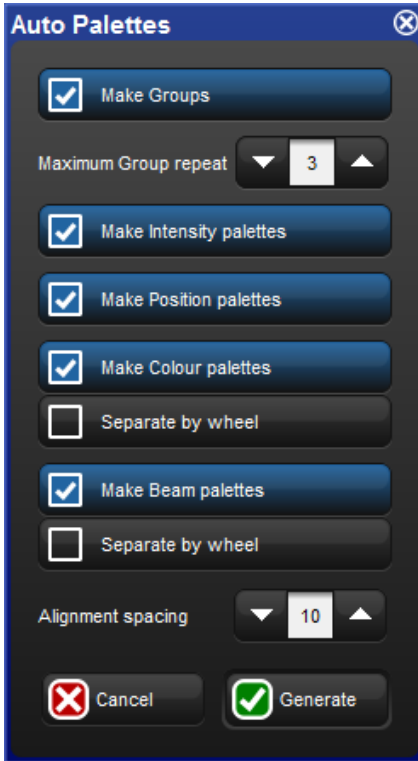 Auto Palettes
Make Groups
Maximum Group repeat 3
Make Intensity palettes
Make Position palettes
Make Colour palettes
Separate by wheel
Make Beam palettes
Separate by wheel
Alignment spacing 10
Cancel Generate